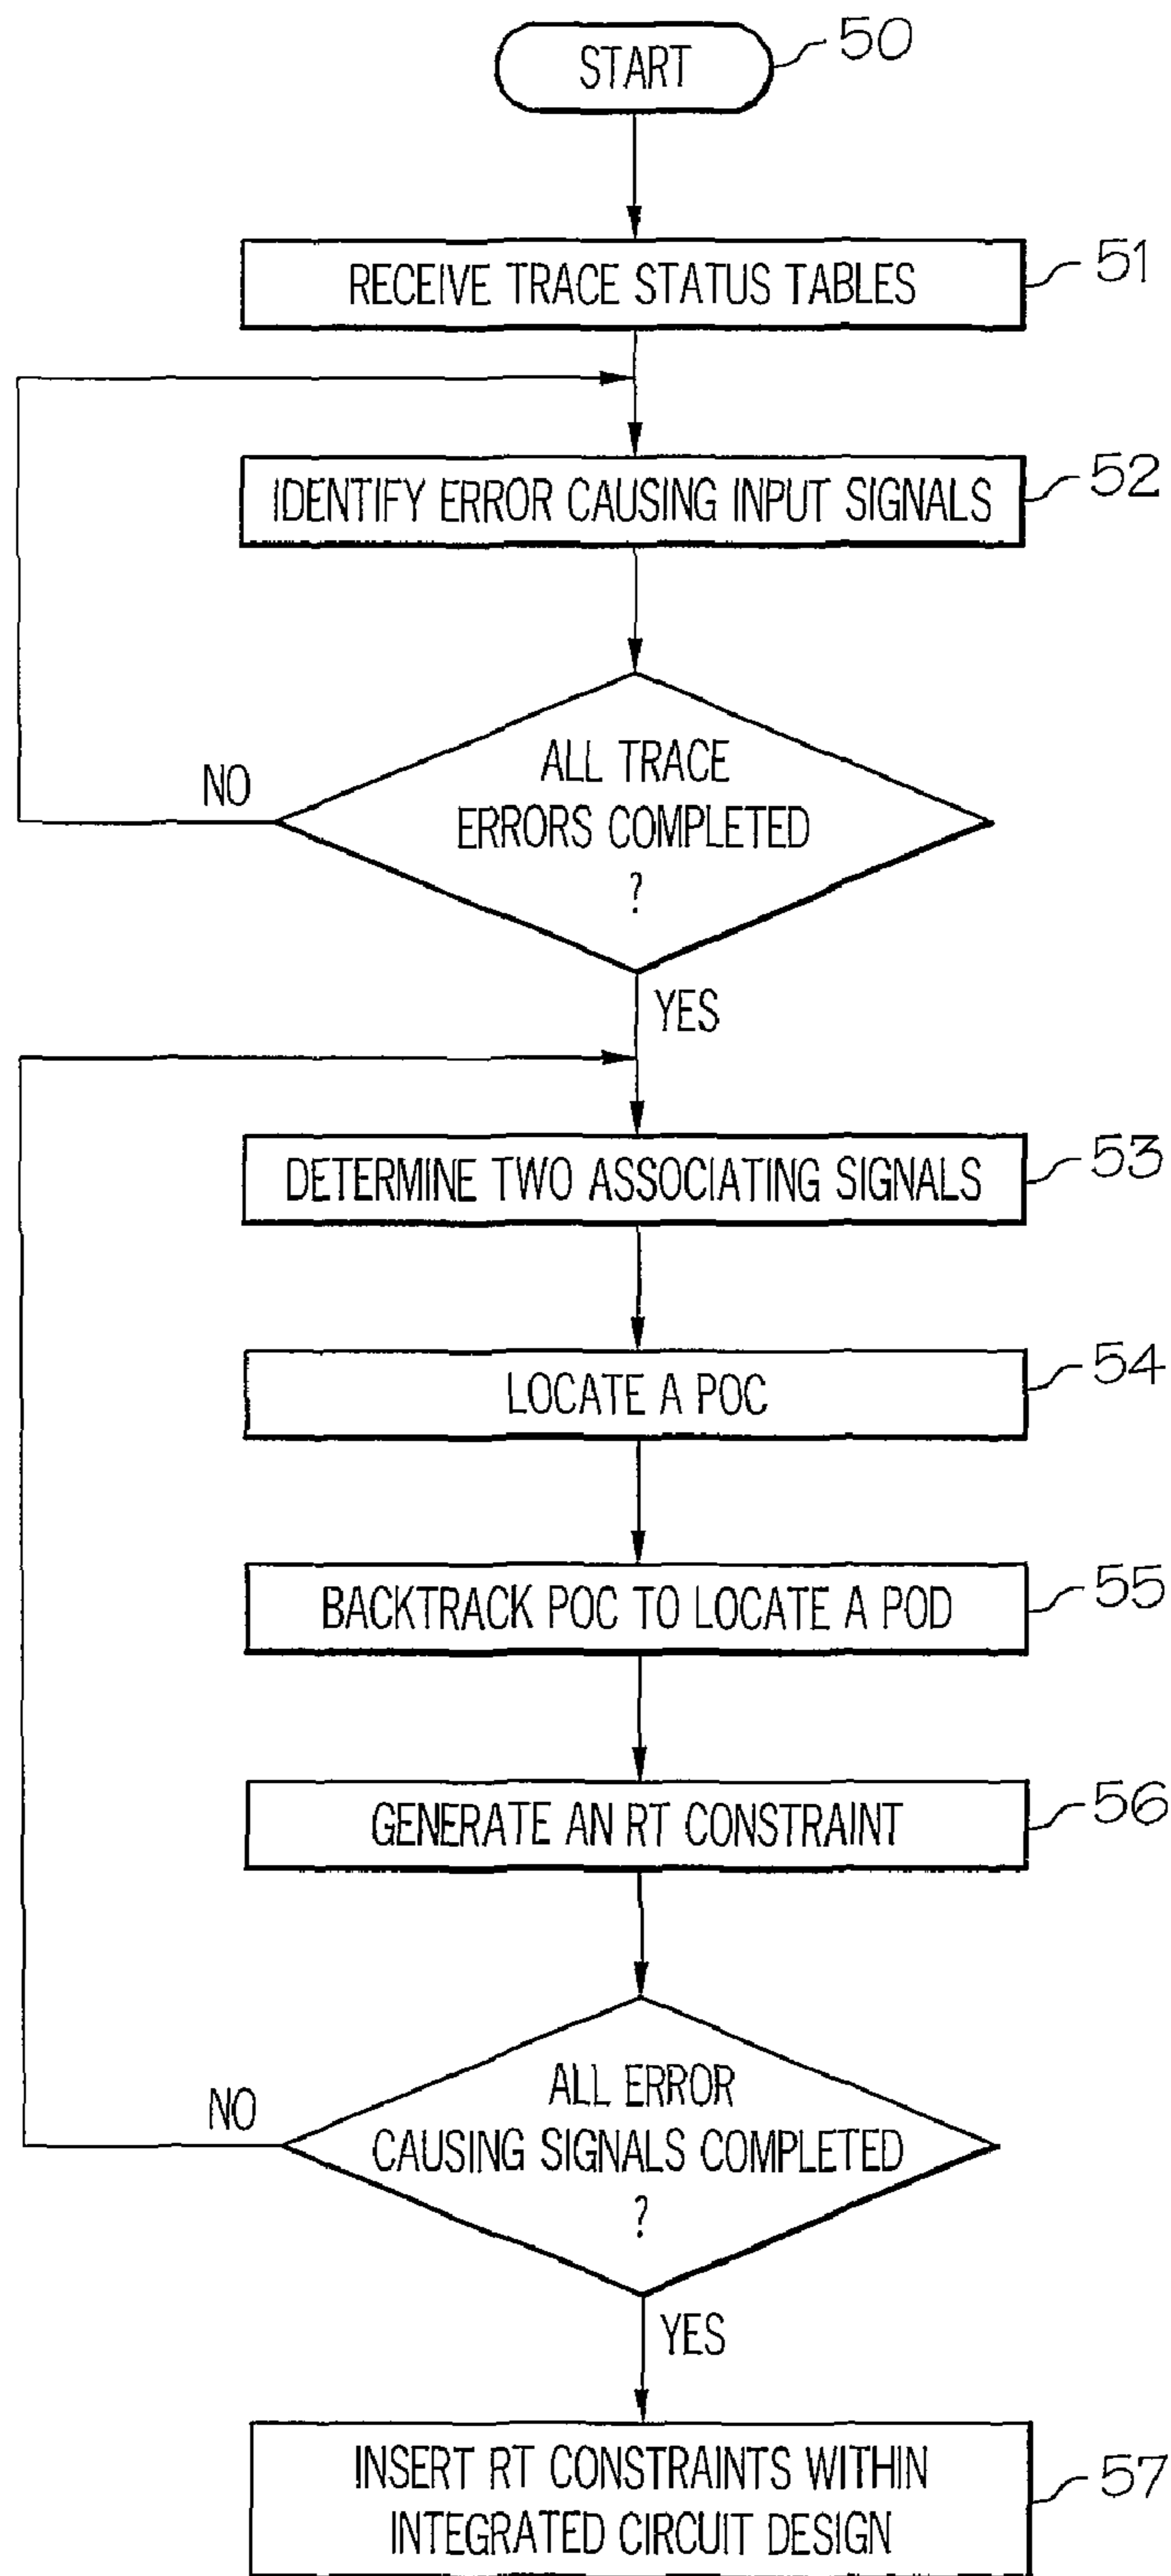 START
50
RECEIVE TRACE STATUS TABLES
51
IDENTIFY ERROR CAUSING INPUT SIGNALS
52
ALL TRACE
ERRORS COMPLETED
?
NO
YES
DETERMINE TWO ASSOCIATING SIGNALS
53
LOCATE A POC
54
BACKTRACK POC TO LOCATE A POD
55
GENERATE AN RT CONSTRAINT
56
ALL ERROR
CAUSING SIGNALS COMPLETED
?
NO
YES
INSERT RT CONSTRAINTS WITHIN
INTEGRATED CIRCUIT DESIGN
57